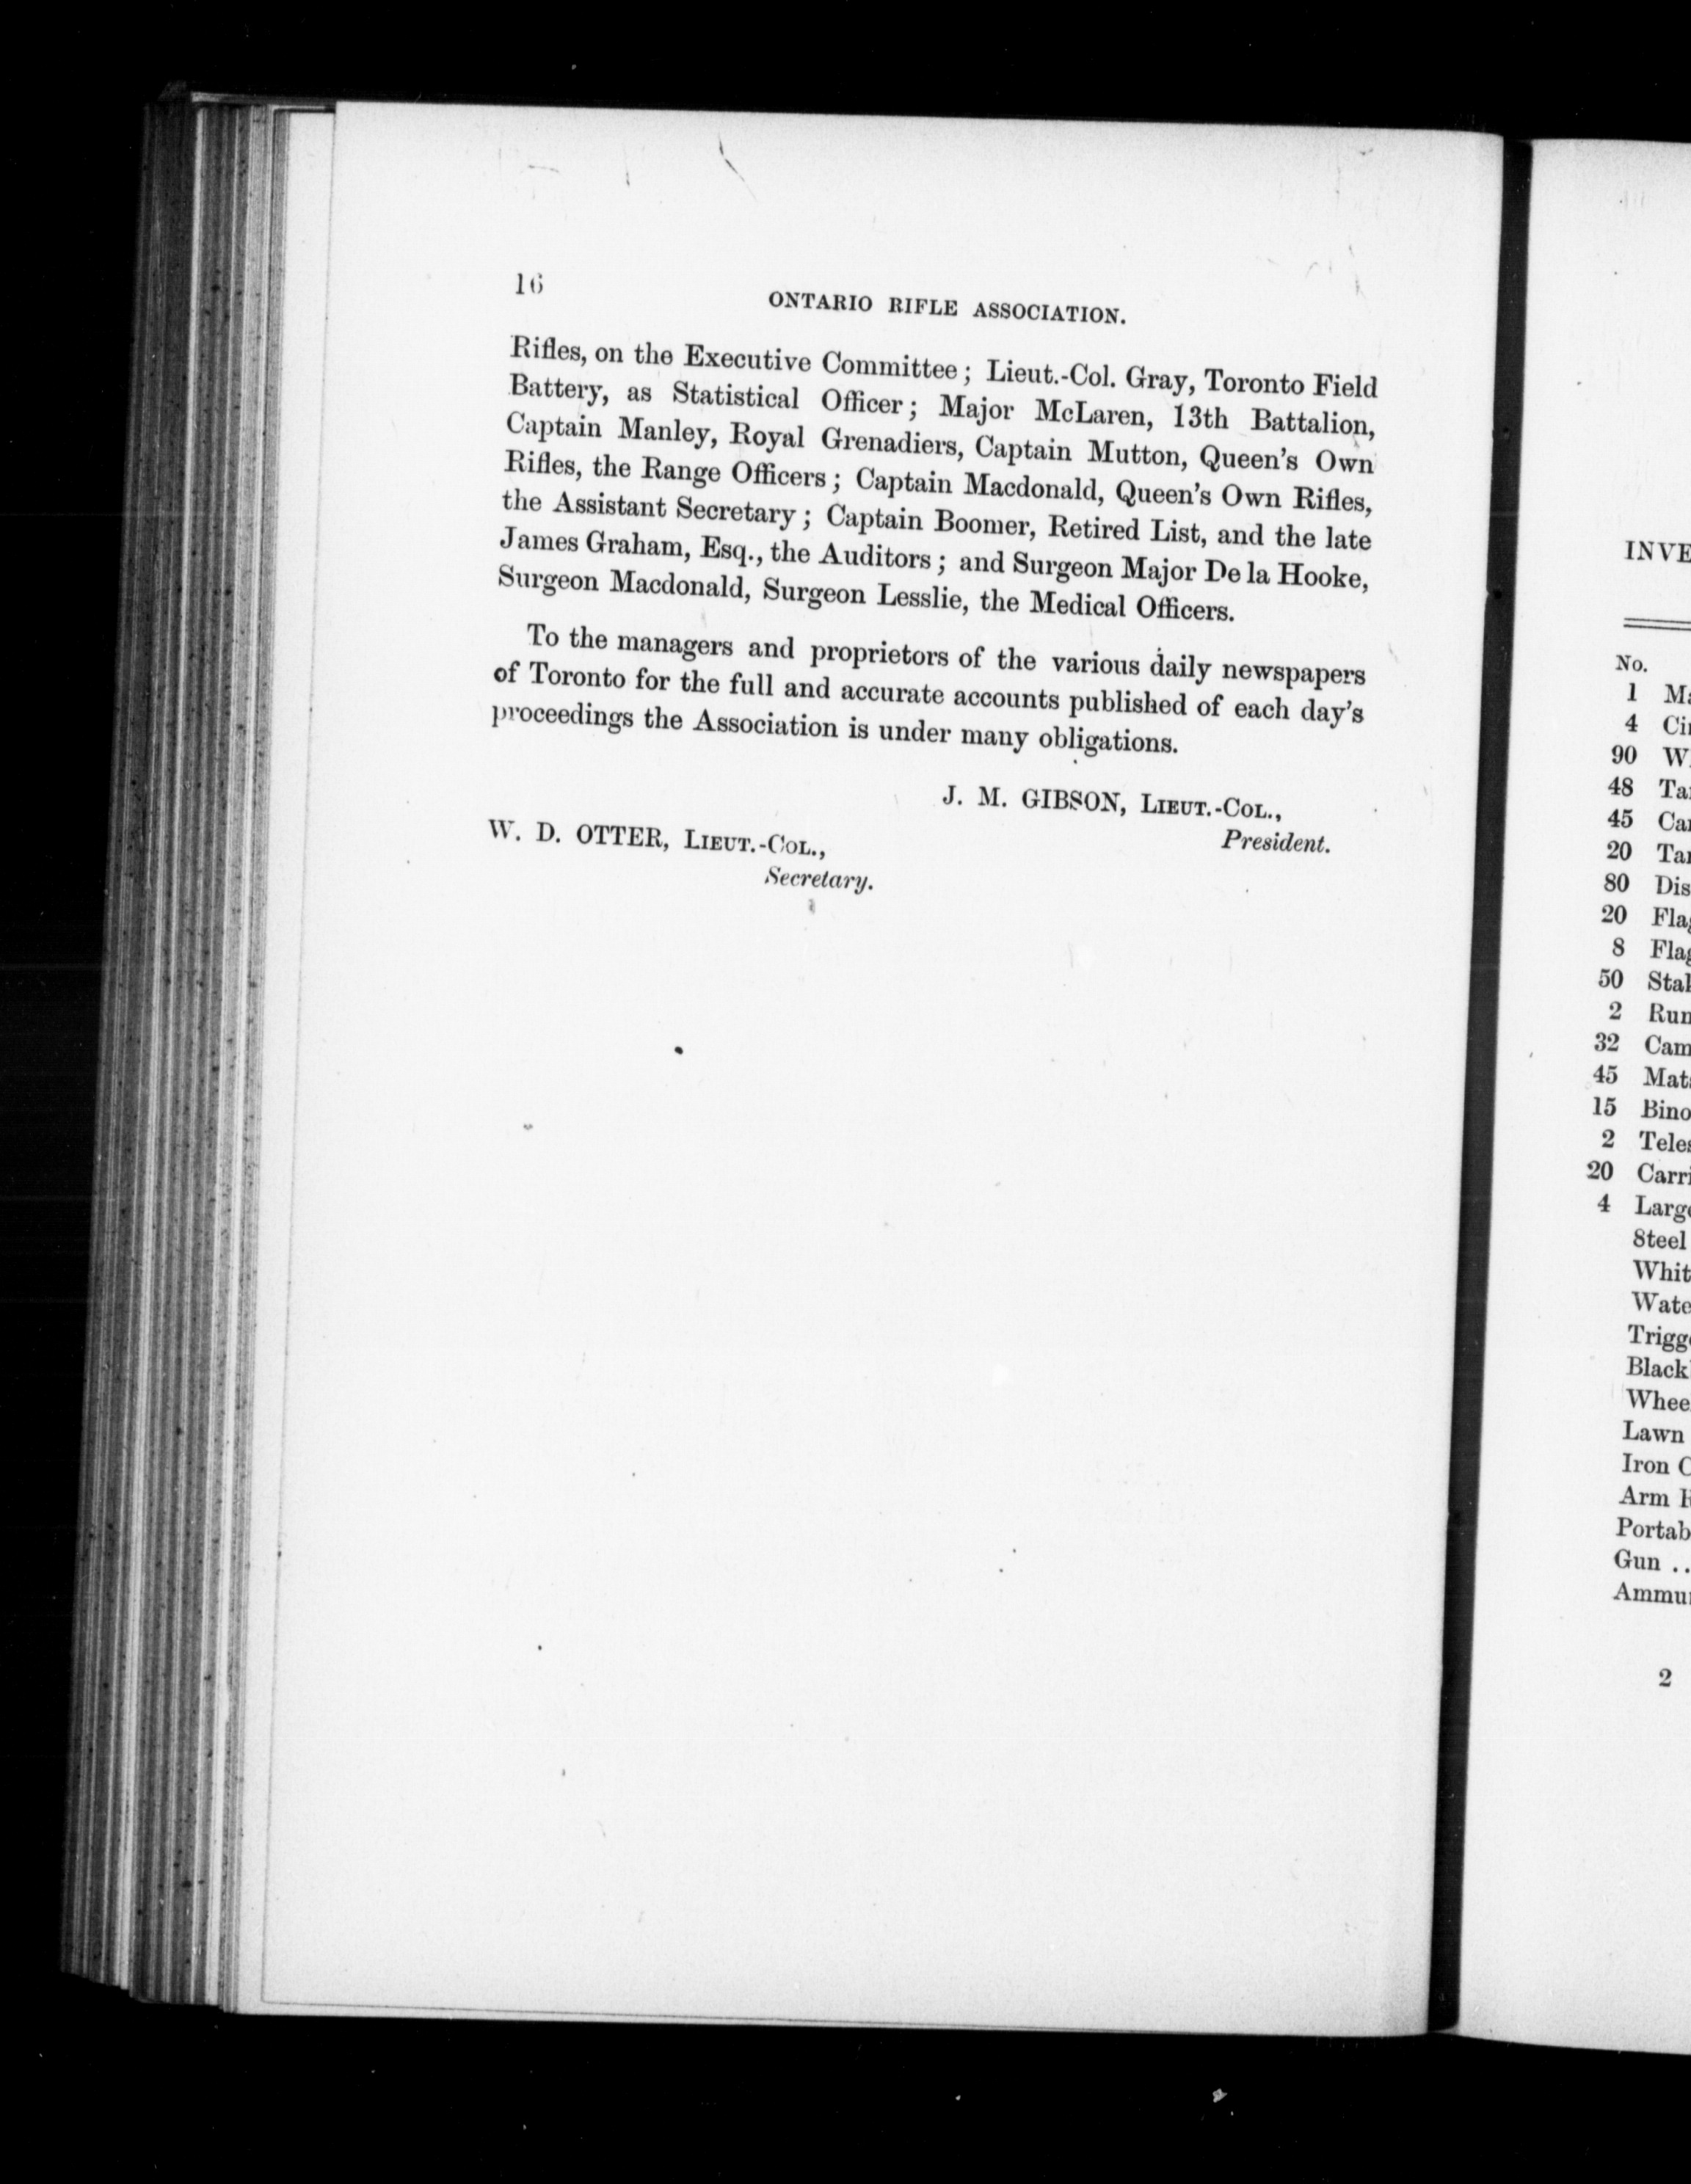 16
ONTARIO RIFLE ASSOCIATION.
Rifles, on the Executive Committee; Lieut.-Col. Gray, Toronto Field
Battery, as Statistical Officer; Major McLaren, 13th Battalion,
Captain Manley, Royal Grenadiers, Captain Mutton, Queen's Own
Rifles, the Range Officers; Captain Macdonald, Queen's Own Rifles,
the Assistant Secretary; Captain Boomer, Retired List, and the late
James Graham, Esq., the Auditors; and Surgeon Major De la Hooke,
Surgeon Macdonald, Surgeon Lesslie, the Medical Officers.
To the managers and proprietors of the various daily newspapers
of Toronto for the full and accurate accounts published of each day's
proceedings the Association is under many obligations.
J. M. GIBSON, LIEUT.-COL.,
President.
W. D. OTTER, LIEUT.-COL.,
Secretary.
INVE
No.
1
4
90
48
45
20
80
20
8
50
2
32
45
15
2
20
4
Steel
Lawn
Iron
Arm
Gun ..
2